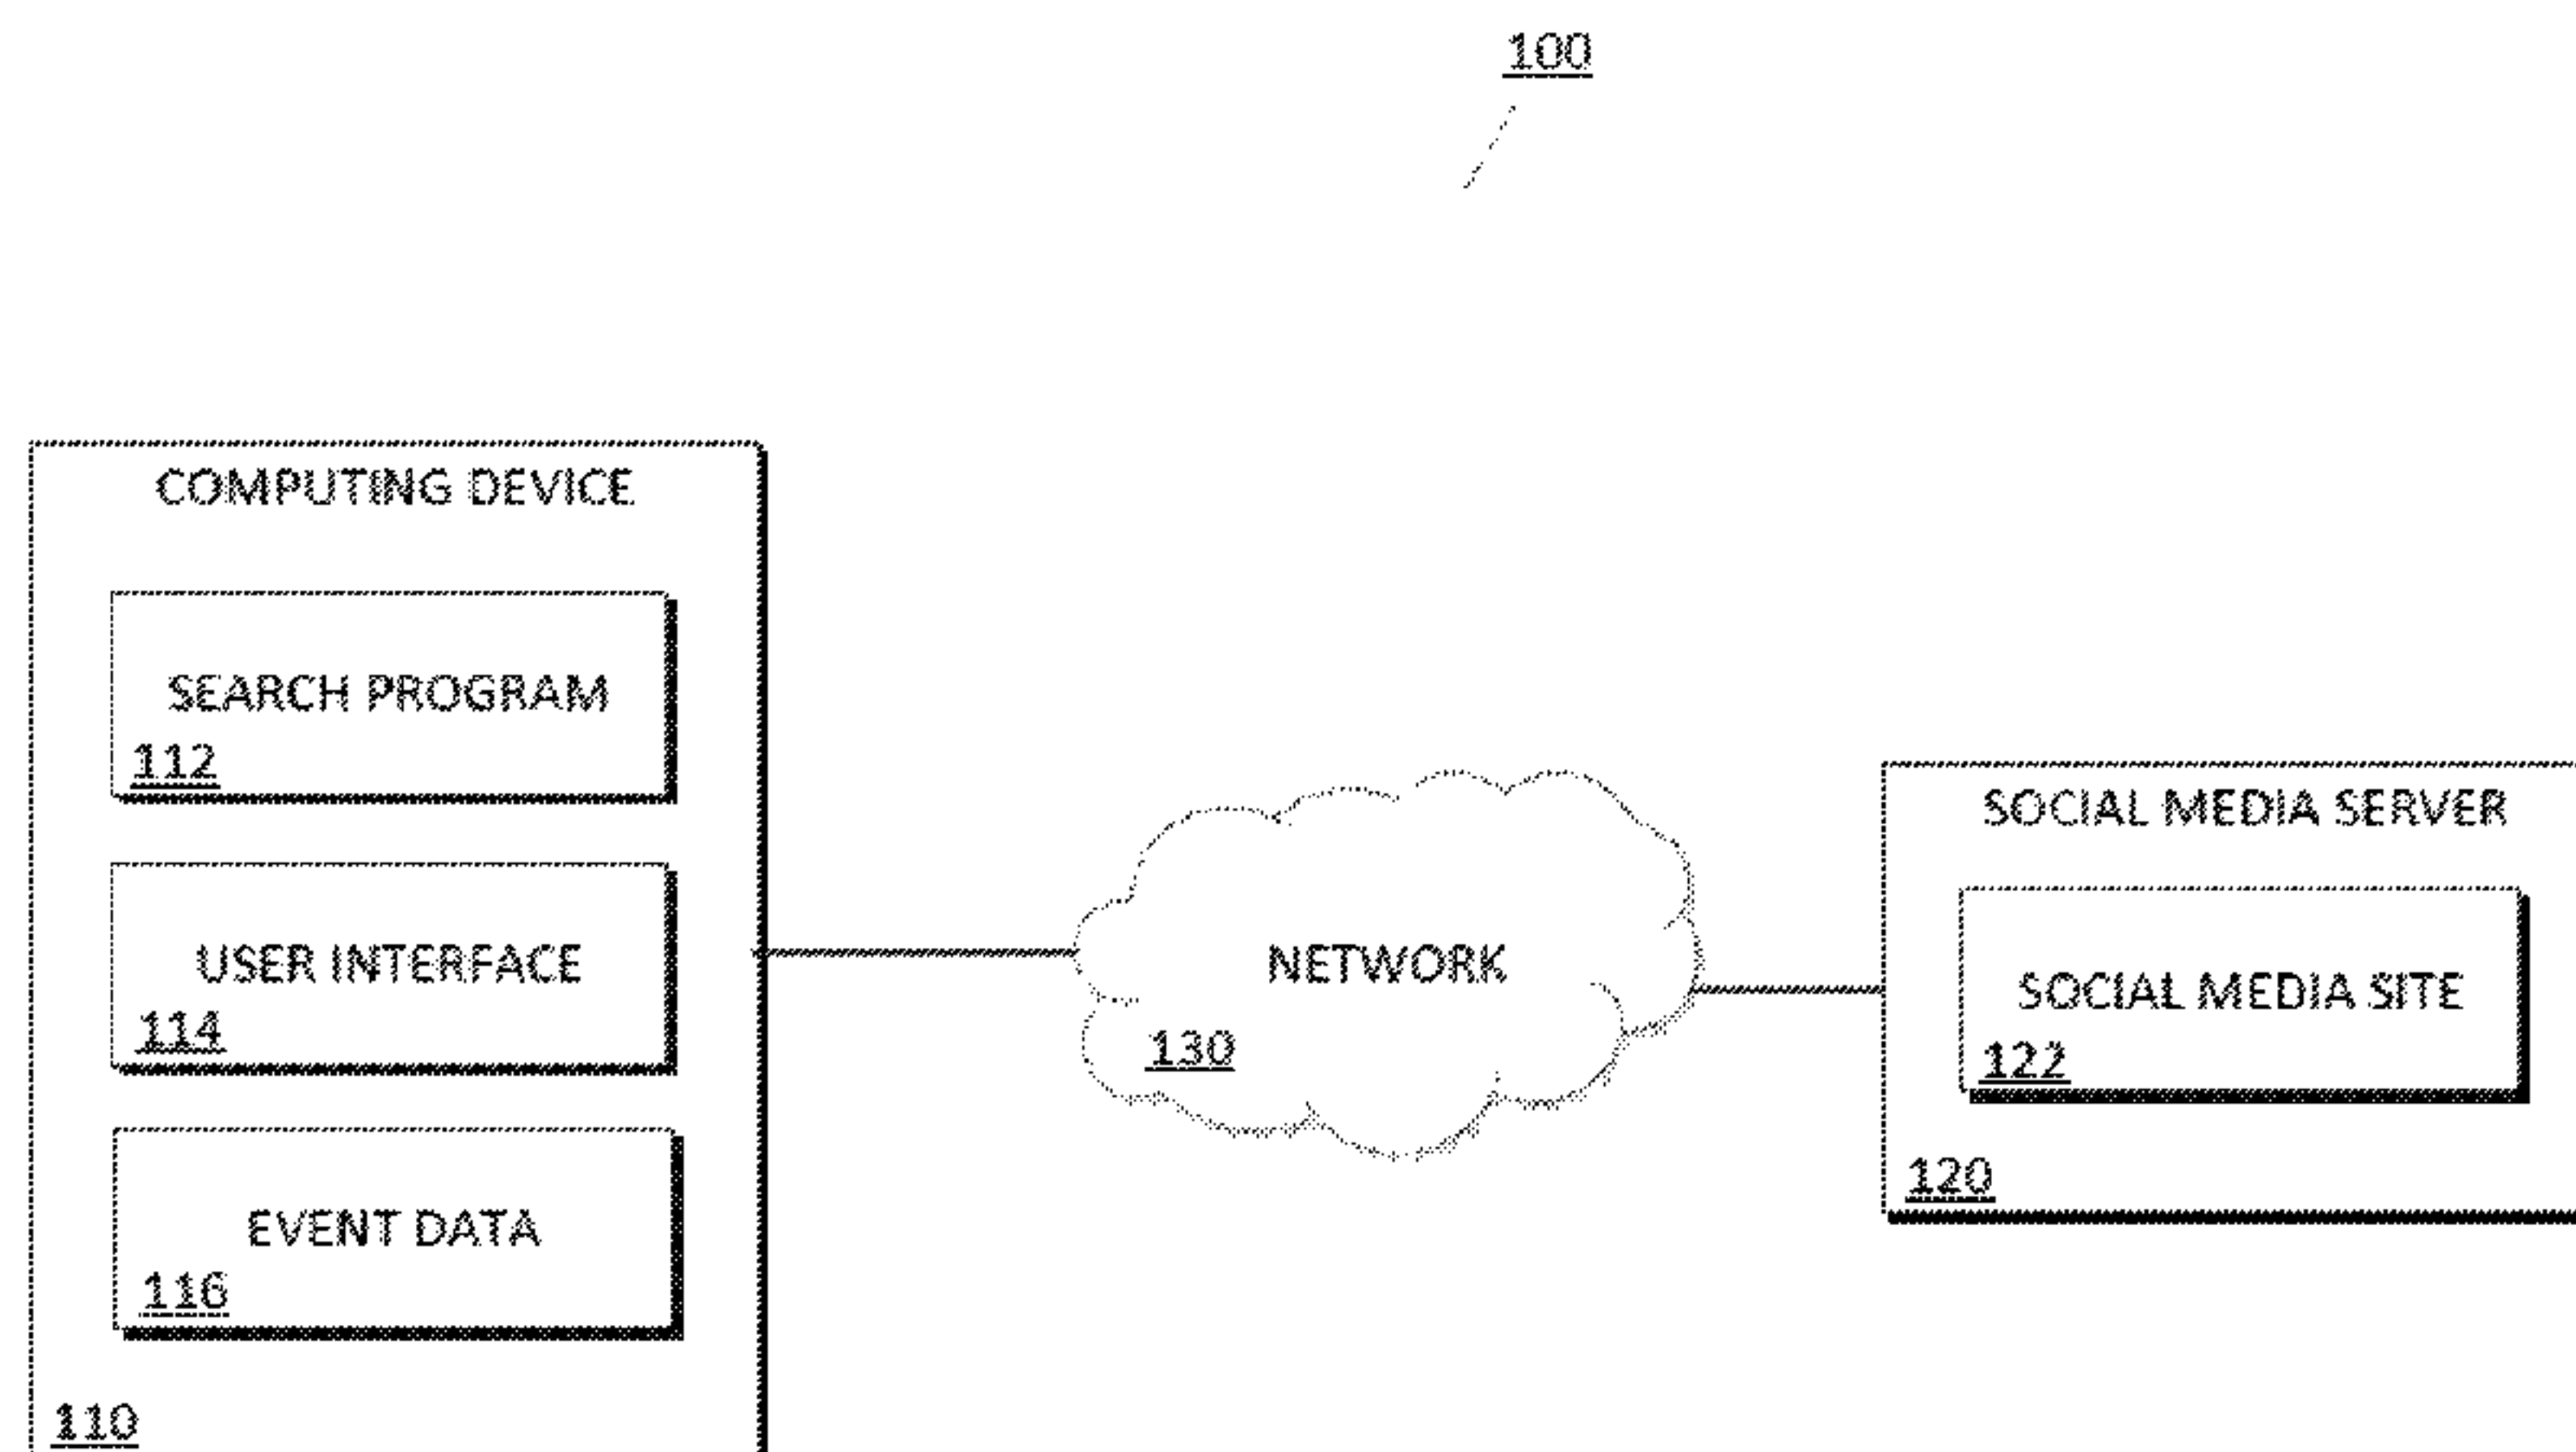 100
COMPUTING DEVICE
SEARCH PROGRAM
112
USER INTERFACE
114
EVENT DATA
116
110
NETWORK
130
SOCIAL MEDIA SERVER
SOCIAL MEDIA SITE
122
120